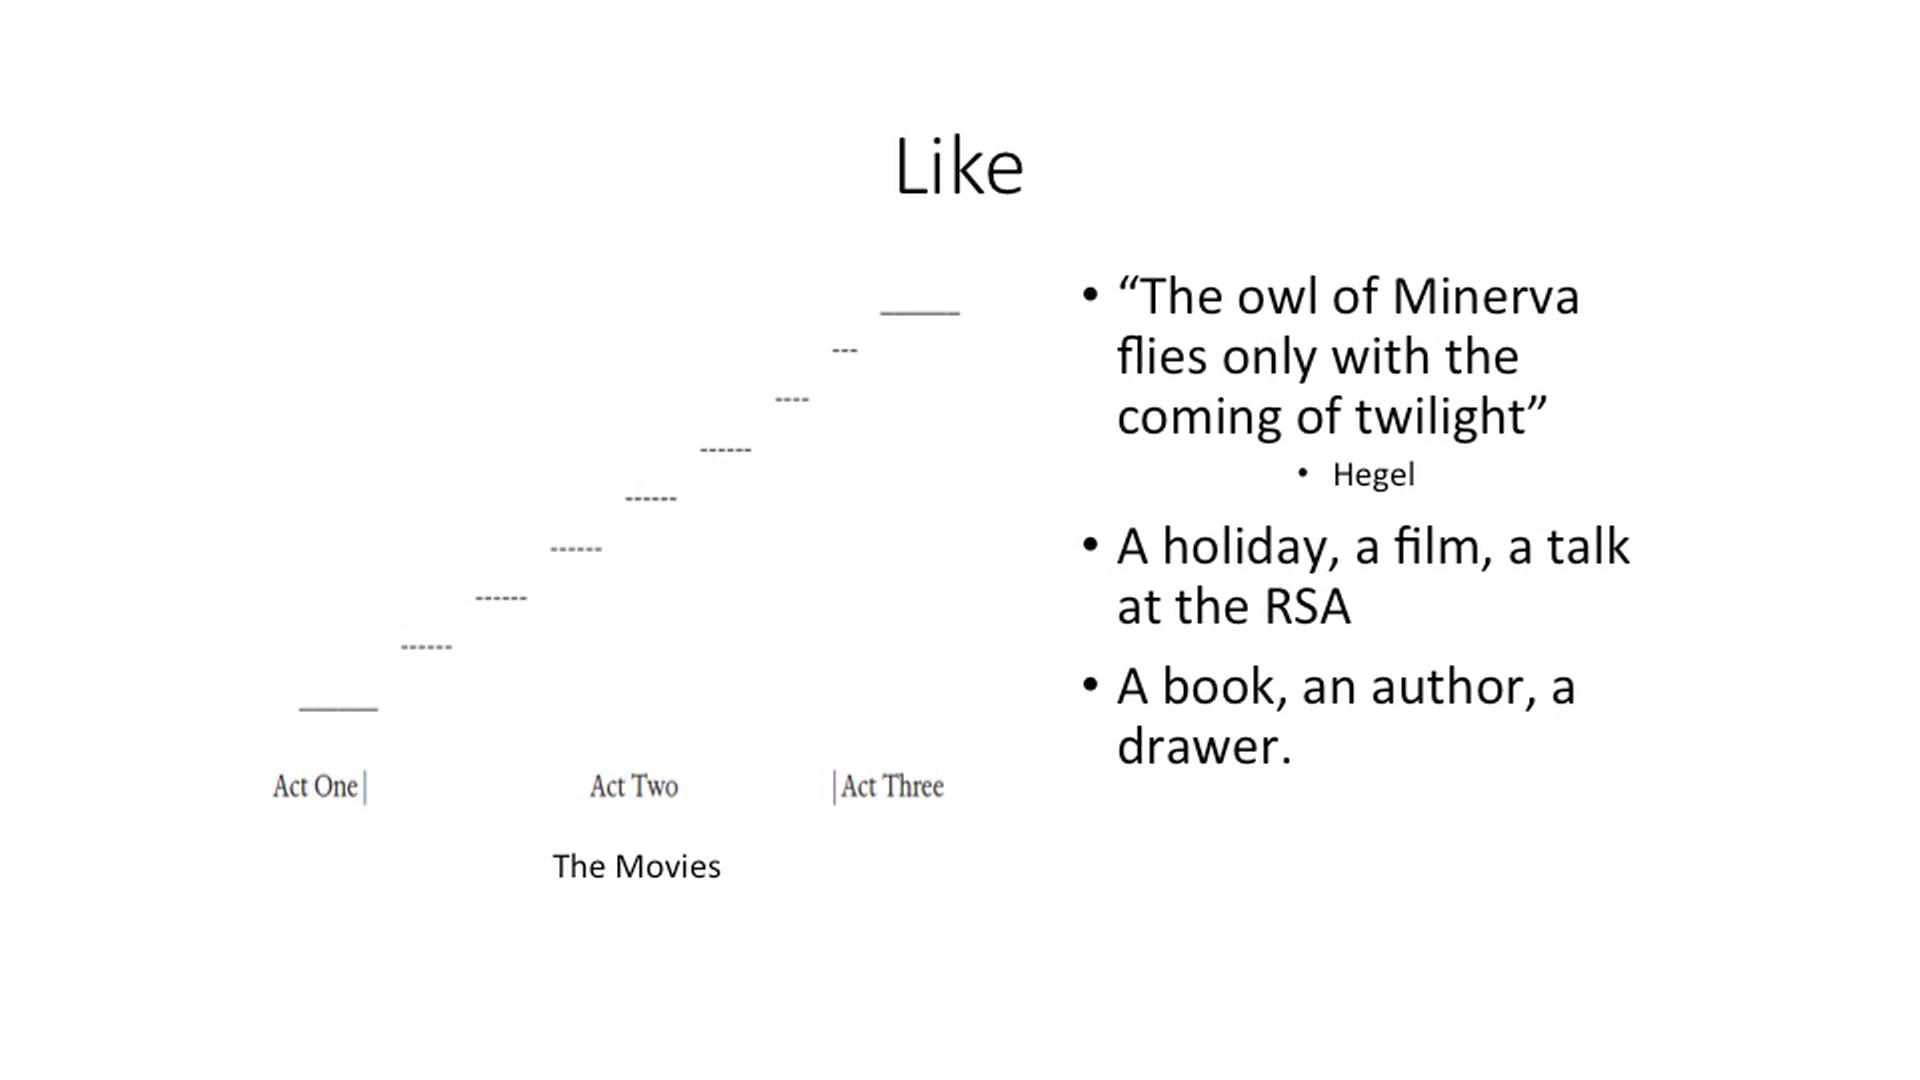 Like
Act One
Act Two
Act Three
The Movies
• “The owl of Minerva
flies only with the
coming of twilight”
• Hegel
• A holiday, a film, a talk
at the RSA
• A book, an author, a
drawer.